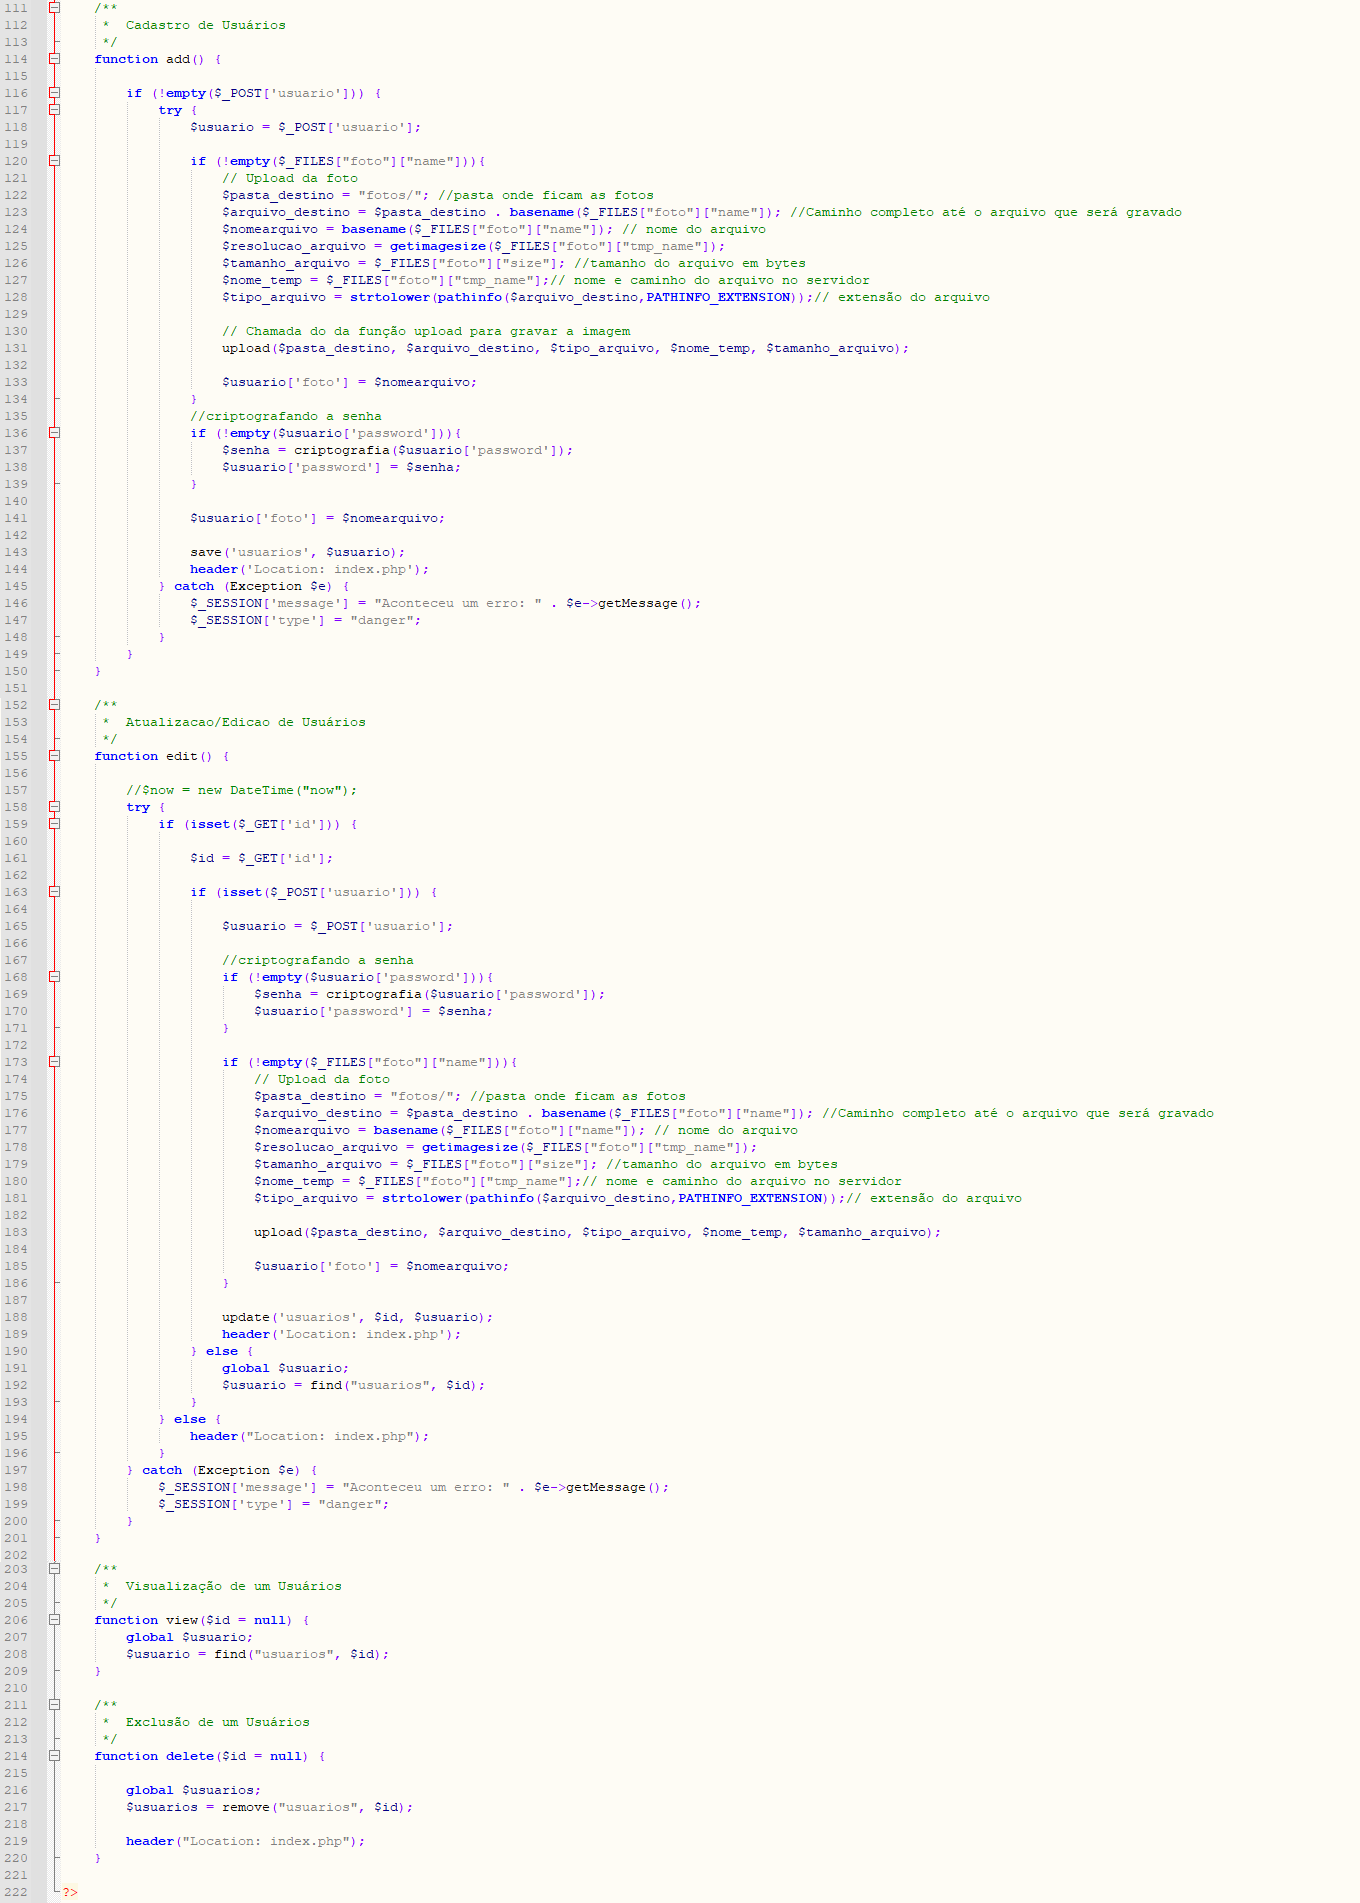 111 /**
112  *  Cadastro de Usuários
113  */
114 function add() {
115
116     if (!empty($_POST['usuario'])) {
117         try {
118             $usuario = $_POST['usuario'];
119
120             if (!empty($_FILES["foto"]["name"])){
121                 // Upload da foto
122                 $pasta_destino = "fotos/"; //pasta onde ficam as fotos
123                 $arquivo_destino = $pasta_destino . basename($_FILES["foto"]["name"]); //Caminho completo até o arquivo que será gravado
124                 $nomearquivo = basename($_FILES["foto"]["name"]); // nome do arquivo
125                 $resolucao_arquivo = getimagesize($_FILES["foto"]["tmp_name"]);
126                 $tamanho_arquivo = $_FILES["foto"]["size"]; //tamanho do arquivo em bytes
127                 $nome_temp = $_FILES["foto"]["tmp_name"];// nome e caminho do arquivo no servidor
128                 $tipo_arquivo = strtolower(pathinfo($arquivo_destino,PATHINFO_EXTENSION));// extensão do arquivo
129
130                 // Chamada do da função upload para gravar a imagem
131                 upload($pasta_destino, $arquivo_destino, $tipo_arquivo, $nome_temp, $tamanho_arquivo);
132
133                 $usuario['foto'] = $nomearquivo;
134             }
135             //criptografando a senha
136             if (!empty($usuario['password'])){
137                 $senha = criptografia($usuario['password']);
138                 $usuario['password'] = $senha;
139             }
140
141             $usuario['foto'] = $nomearquivo;
142
143             save('usuarios', $usuario);
144             header('Location: index.php');
145         } catch (Exception $e) {
146             $_SESSION['message'] = "Aconteceu um erro: " . $e->getMessage();
147             $_SESSION['type'] = "danger";
148         }
149     }
150 }
151
152 /**
153  *  Atualizacao/Edicao de Usuários
154  */
155 function edit() {
156
157     //$now = new DateTime("now");
158     try {
159         if (isset($_GET['id'])) {
160
161             $id = $_GET['id'];
162
163             if (isset($_POST['usuario'])) {
164
165                 $usuario = $_POST['usuario'];
166
167                 //criptografando a senha
168                 if (!empty($usuario['password'])){
169                     $senha = criptografia($usuario['password']);
170                     $usuario['password'] = $senha;
171                 }
172
173                 if (!empty($_FILES["foto"]["name"])){
174                     // Upload da foto
175                     $pasta_destino = "fotos/"; //pasta onde ficam as fotos
176                     $arquivo_destino = $pasta_destino . basename($_FILES["foto"]["name"]); //Caminho completo até o arquivo que será gravado
177                     $nomearquivo = basename($_FILES["foto"]["name"]); // nome do arquivo
178                     $resolucao_arquivo = getimagesize($_FILES["foto"]["tmp_name"]);
179                     $tamanho_arquivo = $_FILES["foto"]["size"]; //tamanho do arquivo em bytes
180                     $nome_temp = $_FILES["foto"]["tmp_name"];// nome e caminho do arquivo no servidor
181                     $tipo_arquivo = strtolower(pathinfo($arquivo_destino,PATHINFO_EXTENSION));// extensão do arquivo
182
183                     upload($pasta_destino, $arquivo_destino, $tipo_arquivo, $nome_temp, $tamanho_arquivo);
184
185                     $usuario['foto'] = $nomearquivo;
186                 }
187
188                 update('usuarios', $id, $usuario);
189                 header('Location: index.php');
190             } else {
191                 global $usuario;
192                 $usuario = find("usuarios", $id);
193             }
194         } else {
195             header("Location: index.php");
196         }
197     } catch (Exception $e) {
198         $_SESSION['message'] = "Aconteceu um erro: " . $e->getMessage();
199         $_SESSION['type'] = "danger";
200     }
201 }
202
203 /**
204  *  Visualização de um Usuários
205  */
206 function view($id = null) {
207     global $usuario;
208     $usuario = find("usuarios", $id);
209 }
210
211 /**
212  *  Exclusão de um Usuários
213  */
214 function delete($id = null) {
215
216     global $usuarios;
217     $usuarios = remove("usuarios", $id);
218
219     header("Location: index.php");
220 }
221
222 ?>